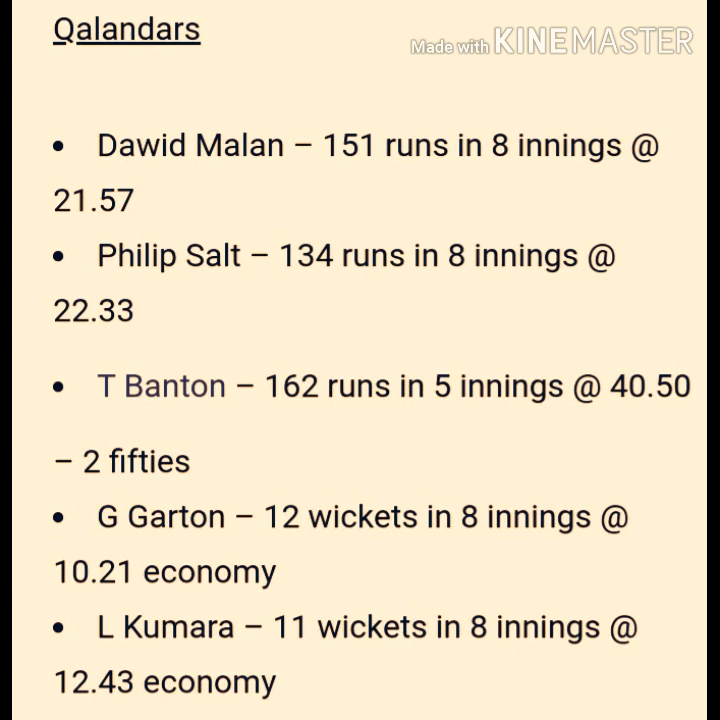 Qalandars
Made with KINEMASTER
• Dawid Malan – 151 runs in 8 innings @
21.57
• Philip Salt – 134 runs in 8 innings @
22.33
• T Banton – 162 runs in 5 innings @ 40.50
– 2 fifties
• G Garton – 12 wickets in 8 innings @
10.21 economy
• L Kumara – 11 wickets in 8 innings @
12.43 economy